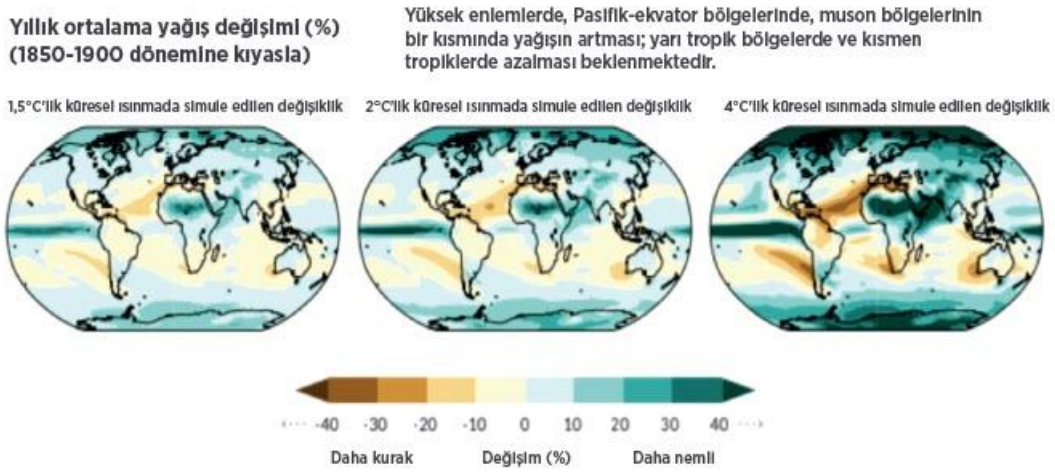 Yıllık ortalama yağış değişimi (%)
(1850-1900 dönemine kıyasla)
Yüksek enlemlerde, Pasifik-ekvator bölgelerinde, muson bölgelerinin
bir kısmında yağışın artması; yarı tropik bölgelerde ve kısmen
tropiklerde azalması beklenmektedir.
1,5°C'lik küresel ısınmada simule edilen değişiklik
2°C'lik küresel ısınmada simule edilen değişiklik
4°C'lik küresel ısınmada simule edilen değişiklik
-40 -30 -20 -10 0 10 20 30 40
Daha kurak Değişim (%) Daha nemli